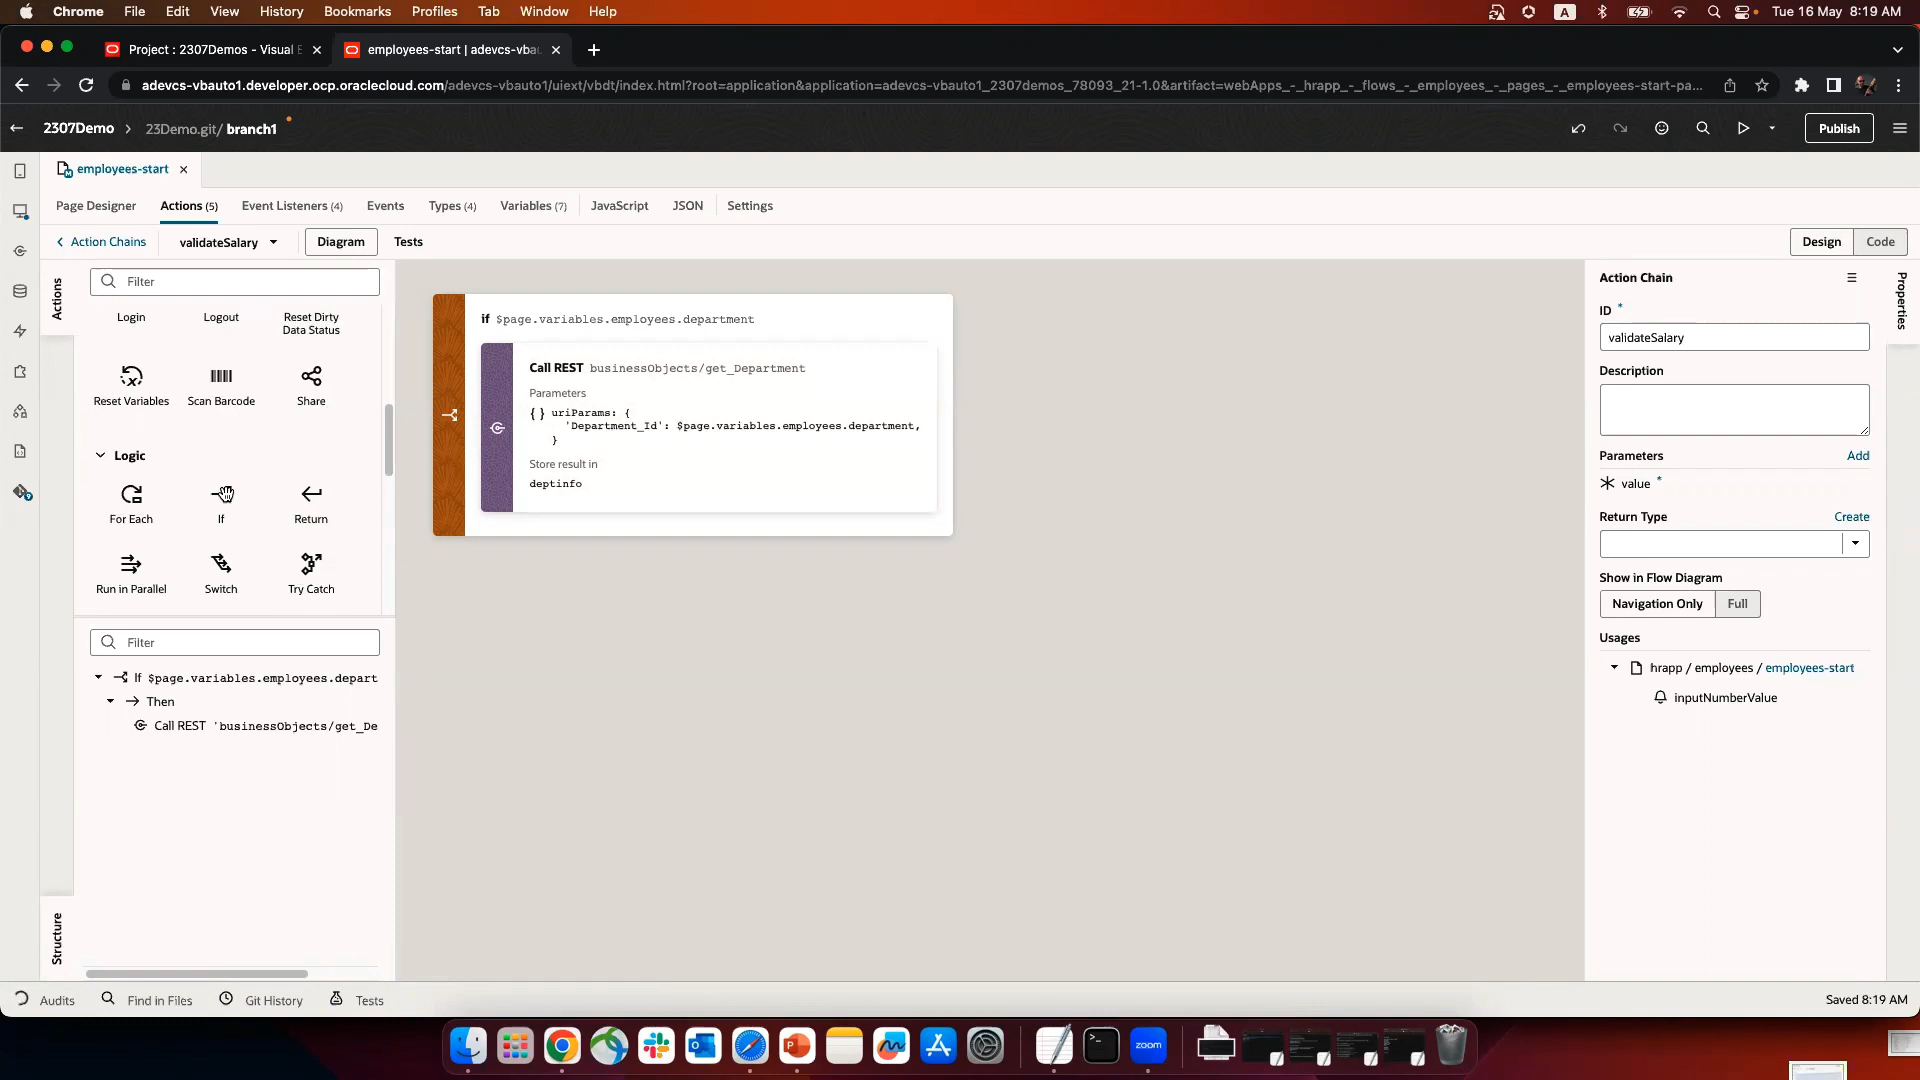 Chrome File Edit View History Bookmarks Profiles Tab Window Help
A
Tue 16 May 8:19 AM
Project : 2307Demos - Visual E
employees-start | adevcs-vbau
adevcs-vbauto1.developer.ocp.oraclecloud.com/adevcs-vbauto1/uiext/vbdt/index.html?root=application&application=adevcs-vbauto1_2307demos_78093_21-1.0&artifact=webApps_-_hrapp_-_flows_-_employees_-_pages_-_employees-start-pa...
2307Demo > 23Demo.git/ branch1
Publish
employees-start
Page Designer Actions (5) Event Listeners (4) Events Types (4) Variables (7) JavaScript JSON Settings
Action Chains validateSalary Diagram Tests
Design Code
Actions
Filter
Login Logout Reset Dirty Data Status
Reset Variables Scan Barcode Share
Logic
For Each If Return
Run in Parallel Switch Try Catch
Structure
Filter
If $page.variables.employees.depart
Then
Call REST 'businessObjects/get_De
if $page.variables.employees.department
Call REST businessObjects/get_Department
Parameters
{ } uriParams: {
'Department_Id': $page.variables.employees.department,
}
Store result in
deptinfo
Action Chain
Properties
ID *
validateSalary
Description
Parameters Add
value *
Return Type Create
Show in Flow Diagram
Navigation Only Full
Usages
hrapp / employees / employees-start
inputNumberValue
Audits Find in Files Git History Tests
Saved 8:19 AM
zoom